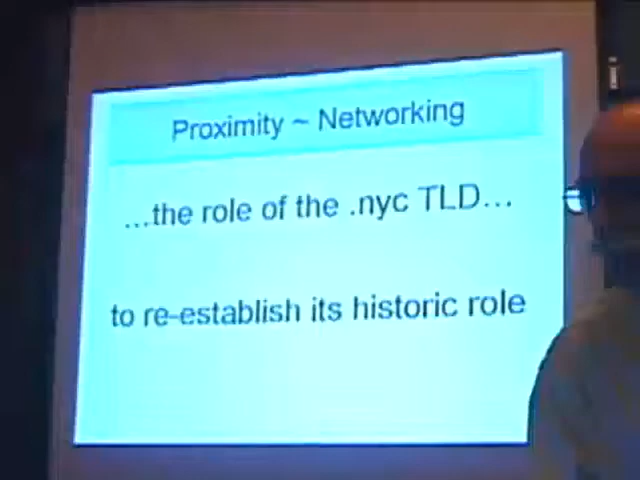 Proximity ~ Networking
...the role of the .nyc TLD...
to re-establish its historic role